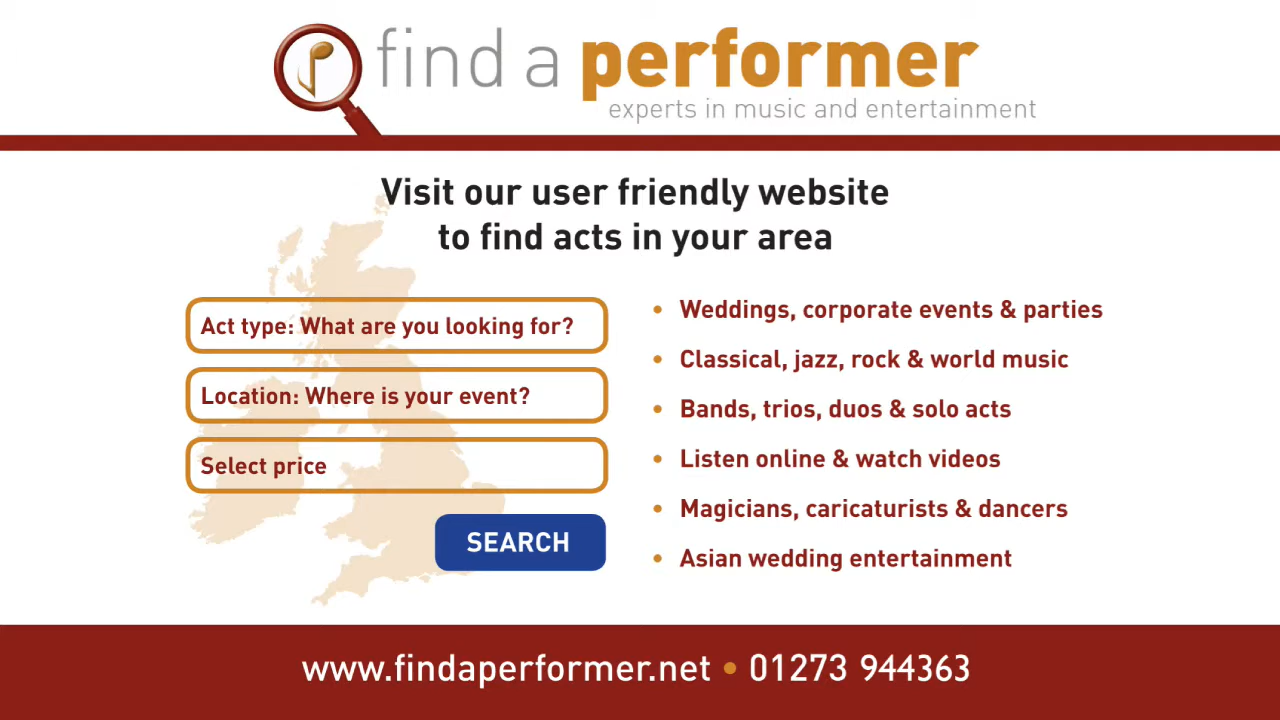 find a performer
experts in music and entertainment
Visit our user friendly website
to find acts in your area
Act type: What are you looking for?
Location: Where is your event?
Select price
SEARCH
• Weddings, corporate events & parties
• Classical, jazz, rock & world music
• Bands, trios, duos & solo acts
• Listen online & watch videos
• Magicians, caricaturists & dancers
• Asian wedding entertainment
www.findaperformer.net • 01273 944363